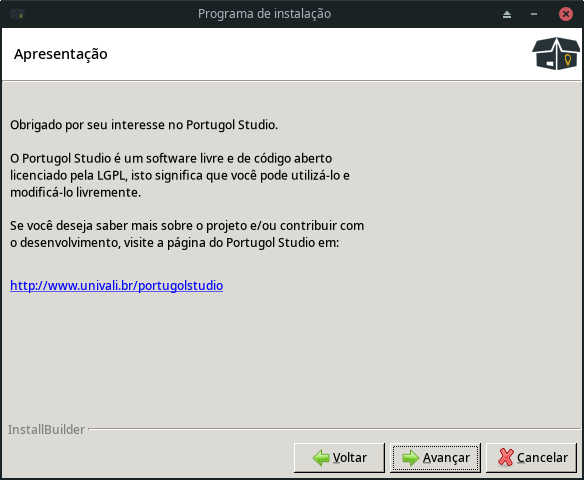 Programa de instalação
Apresentação
Obrigado por seu interesse no Portugol Studio.
O Portugol Studio é um software livre e de código aberto
licenciado pela LGPL, isto significa que você pode utilizá-lo e
modificá-lo livremente.
Se você deseja saber mais sobre o projeto e/ou contribuir com
o desenvolvimento, visite a página do Portugol Studio em:
http://www.univali.br/portugolstudio
InstallBuilder
Voltar
Avançar
Cancelar